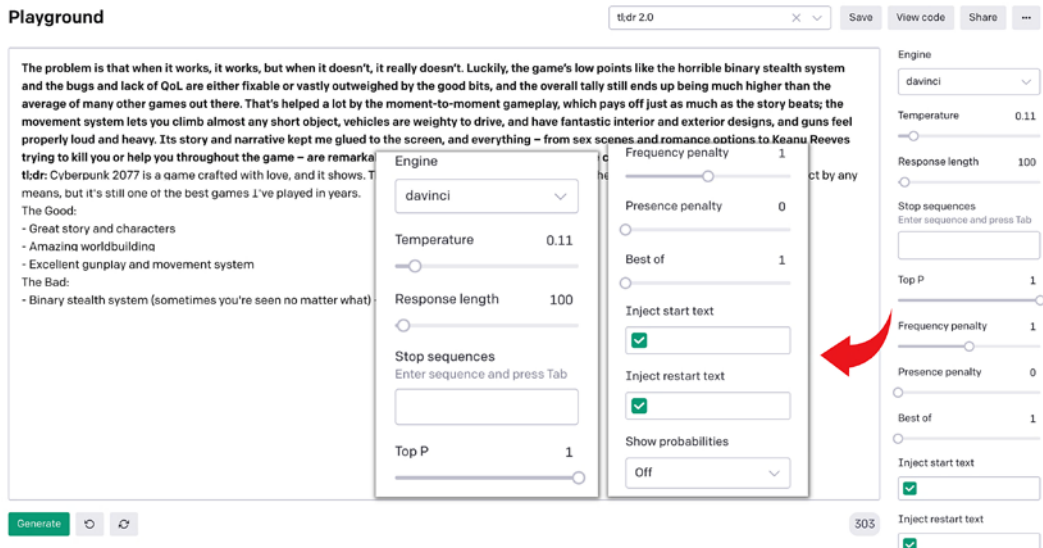 Playground
tl;dr 2.0
Save
View code
Share
The problem is that when it works, it works, but when it doesn't, it really doesn't. Luckily, the game's low points like the horrible binary stealth system
and the bugs and lack of QoL are either fixable or vastly outweighed by the good bits, and the overall tally still ends up being much higher than the
average of many other games out there. That's helped a lot by the moment-to-moment gameplay, which pays off just as much as the story beats; the
movement system lets you climb almost any short object, vehicles are weighty to drive, and have fantastic interior and exterior designs, and guns feel
properly loud and heavy. Its story and narrative kept me glued to the screen, and everything – from sex scenes and romance options to Keanu Reeves
trying to kill you or help you throughout the game – are
tl;dr: Cyberpunk 2077 is a game crafted with love, and it shows. ct by any
means, but it's still one of the best games I've played in years.
The Good:
- Great story and characters
- Amazing worldbuilding
- Excellent gunplay and movement system
The Bad:
- Binary stealth system (sometimes you're seen no matter what)
Engine
davinci
Temperature 0.11
Response length 100
Stop sequences
Enter sequence and press Tab
Top P 1
Frequency penalty 1
Presence penalty 0
Best of 1
Inject start text
Inject restart text
Show probabilities
Off
Engine
davinci
Temperature 0.11
Response length 100
Stop sequences
Enter sequence and press Tab
Top P 1
Frequency penalty 1
Presence penalty 0
Best of 1
Inject start text
Inject restart text
Generate
303